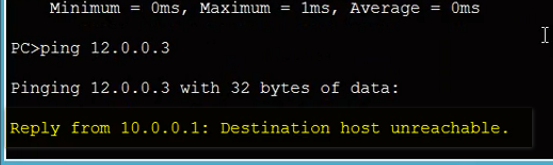 Minimum = 0ms, Maximum = 1ms, Average = 0ms
PC>ping 12.0.0.3
Pinging 12.0.0.3 with 32 bytes of data:
Reply from 10.0.0.1: Destination host unreachable.